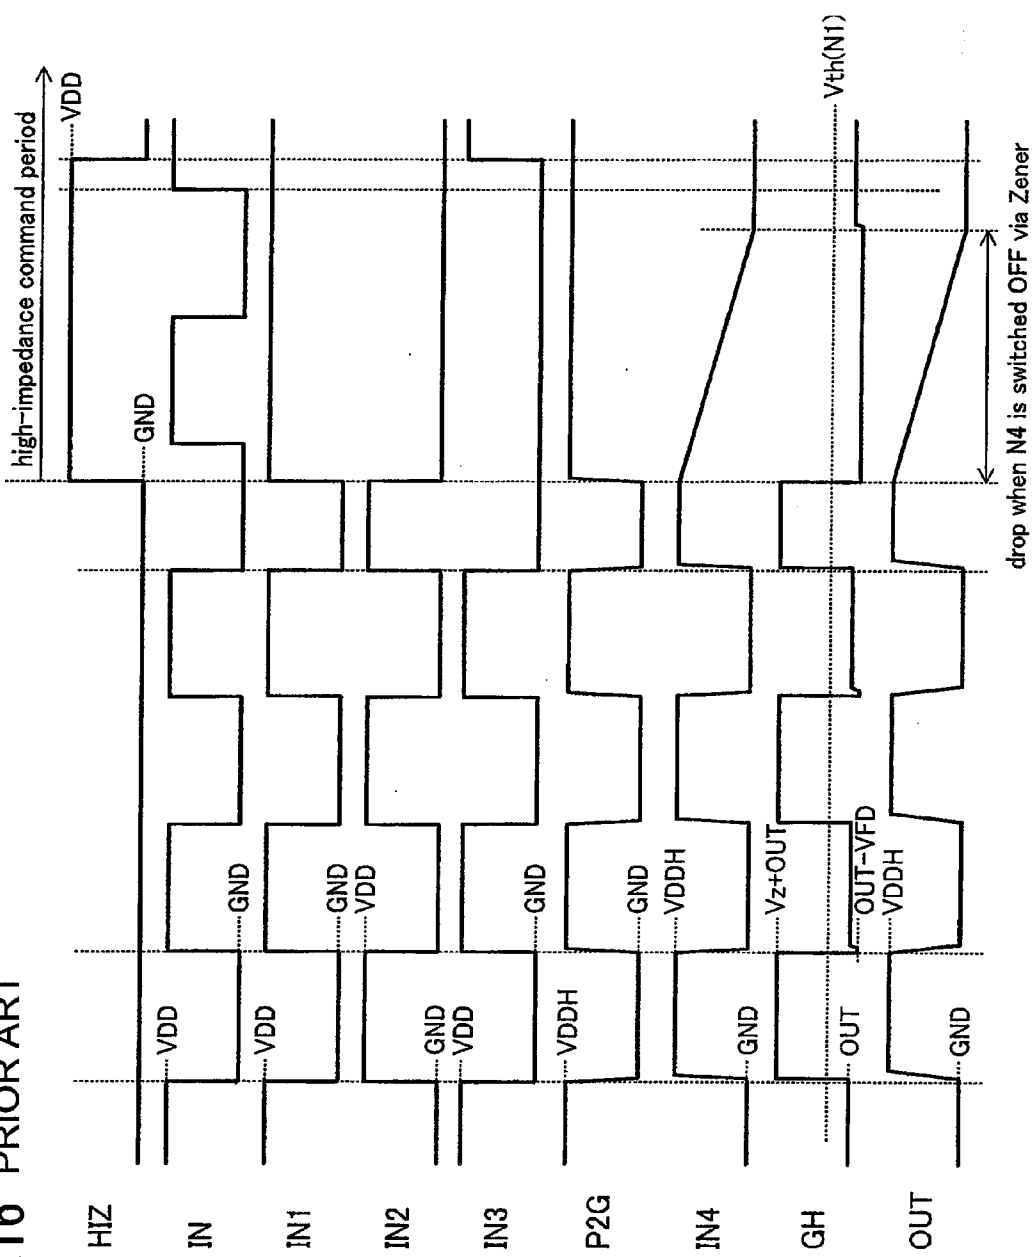 16 PRIOR ART
high-impedance command period
HIZ
VDD
GND
IN
VDD
GND
IN1
VDD
GND
IN2
VDD
GND
IN3
VDD
GND
P2G
VDDH
GND
IN4
VDDH
GND
GH
Vz+OUT
Vth(N1)
OUT
OUT-VFD
OUT
VDDH
GND
drop when N4 is switched OFF via Zener